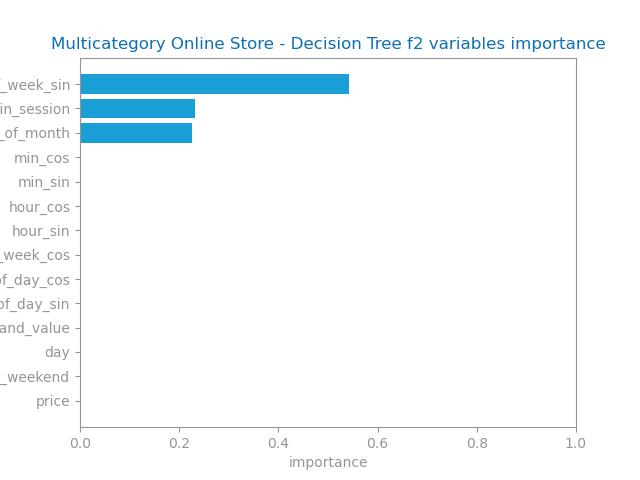 Multicategory Online Store - Decision Tree f2 variables importance
_week_sin
in_session
_of_month
min_cos
min_sin
hour_cos
hour_sin
_week_cos
of_day_cos
of_day_sin
and_value
day
_weekend
price
0.0 0.2 0.4 0.6 0.8 1.0
importance